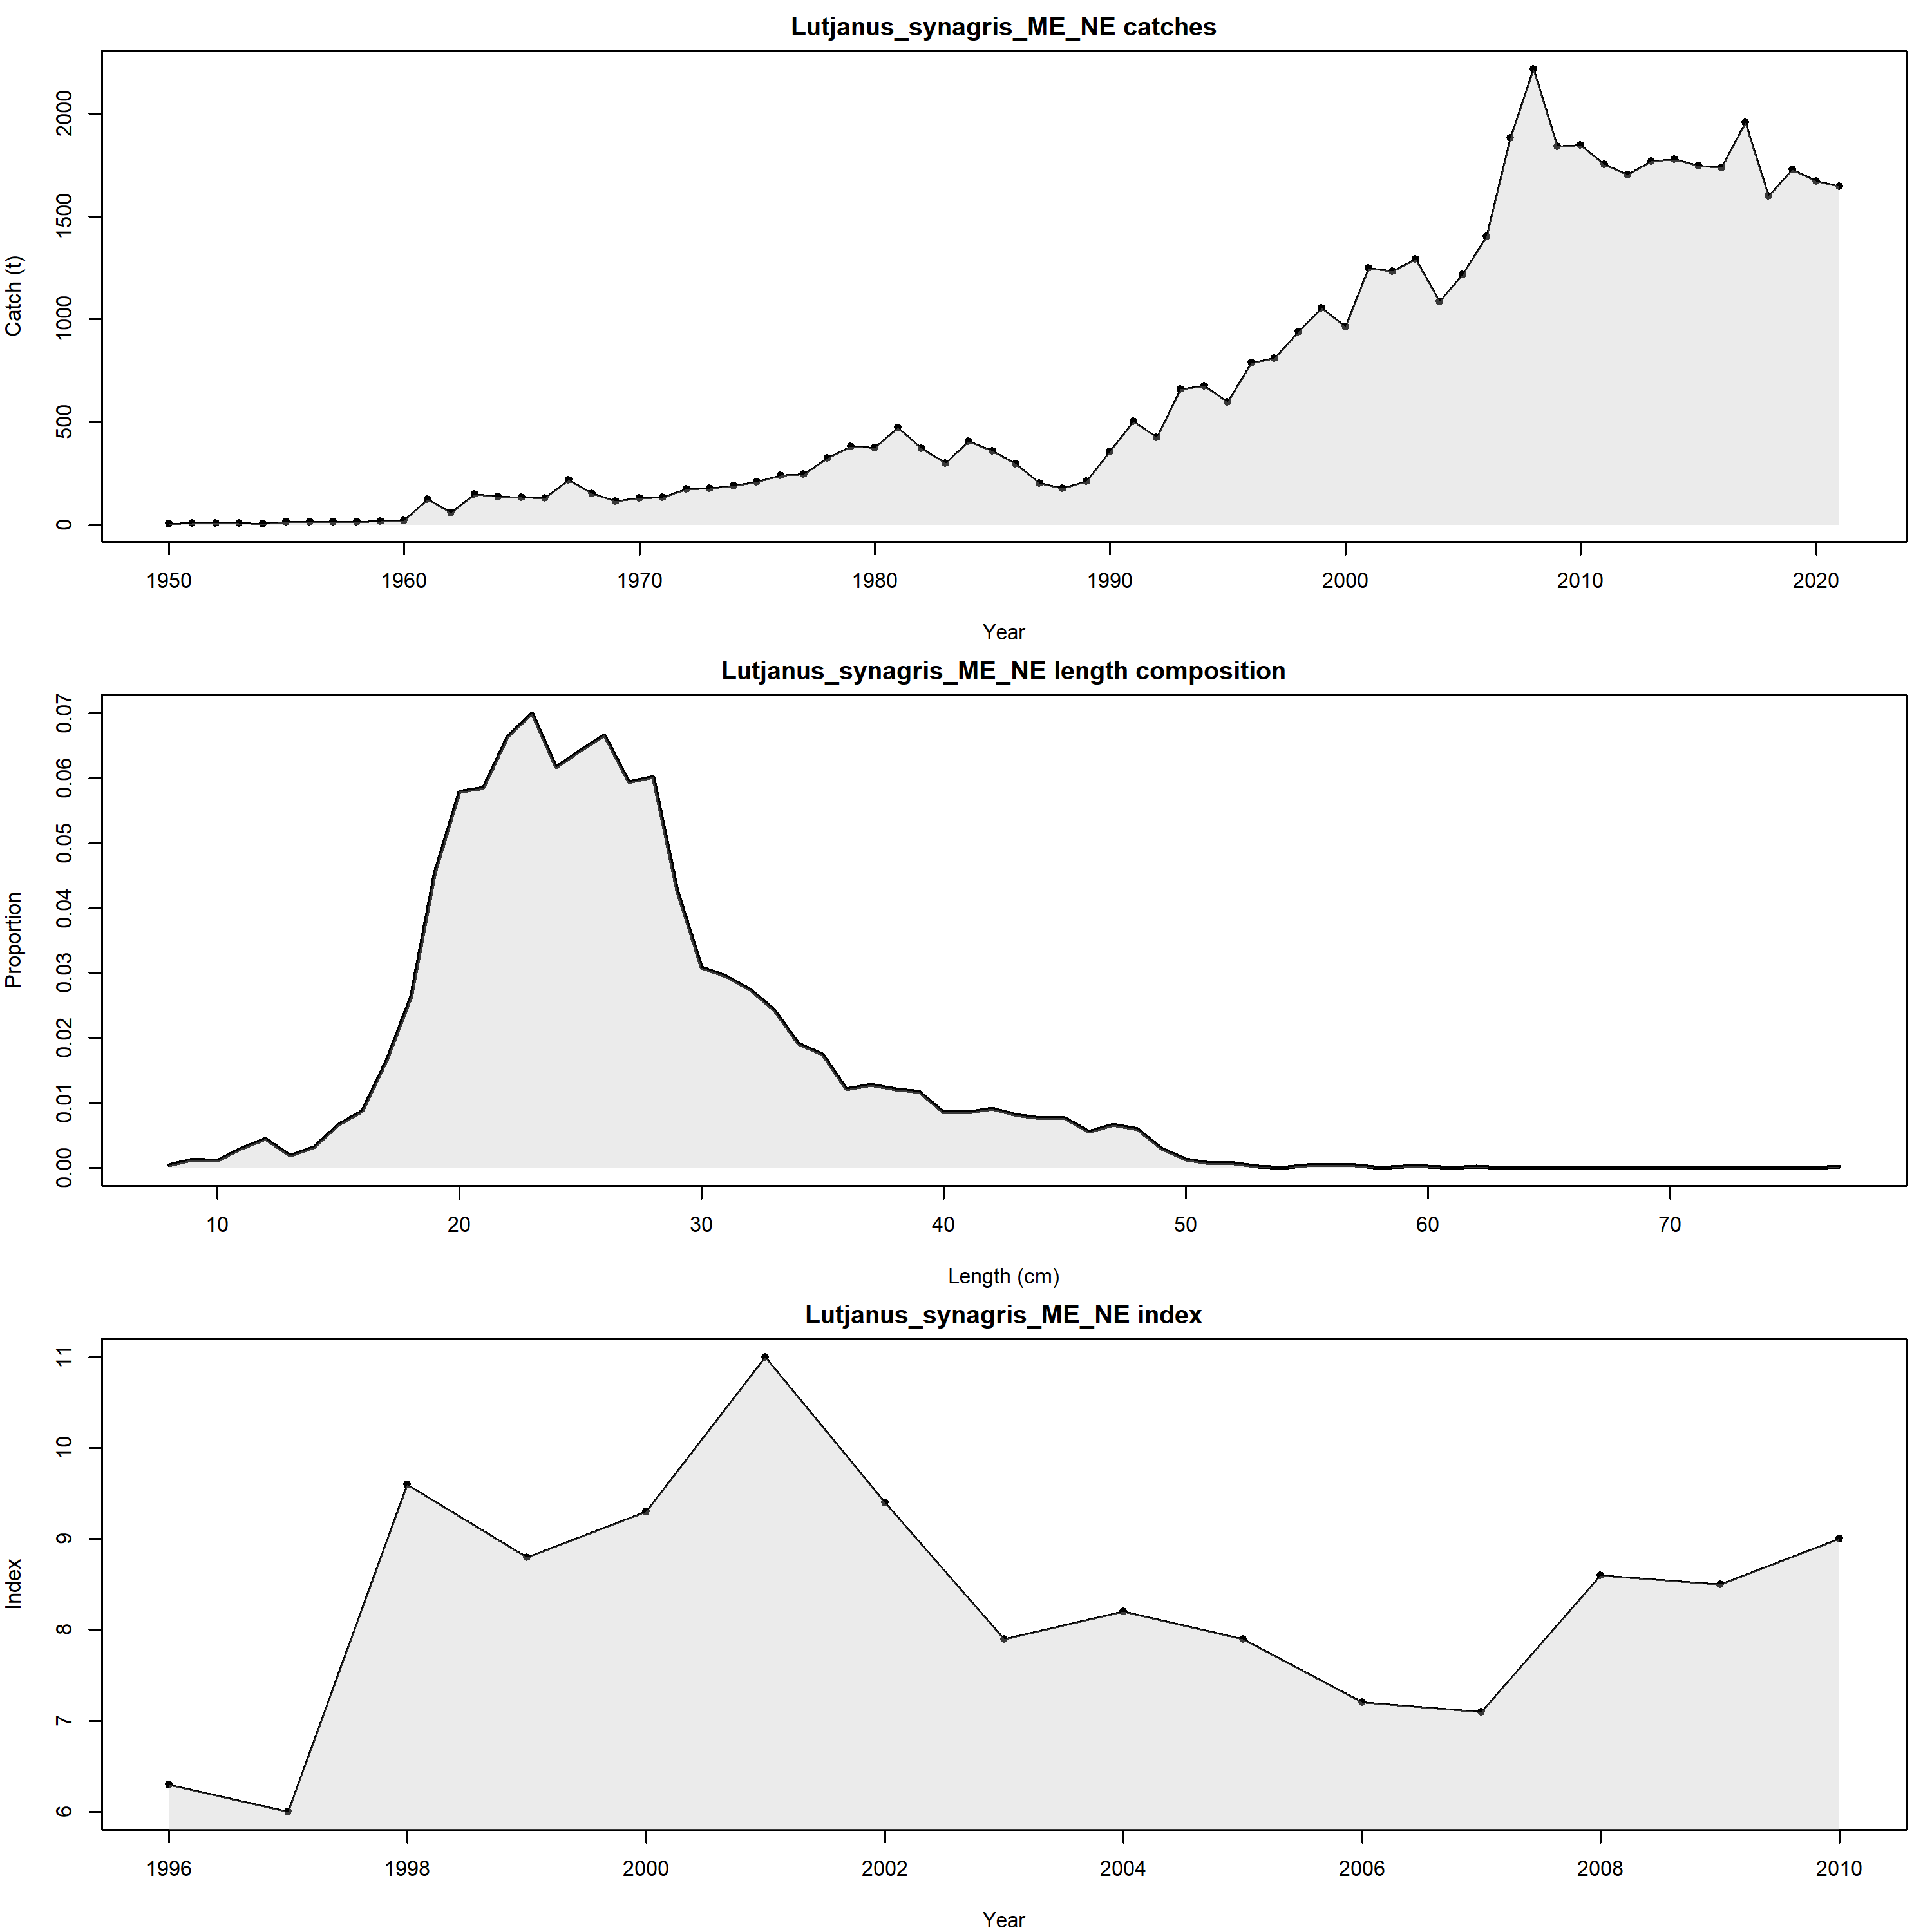 Lutjanus_synagris_ME_NE catches
Catch (t)
0
500
1000
1500
2000
1950 1960 1970 1980 1990 2000 2010 2020
Year
Lutjanus_synagris_ME_NE length composition
Proportion
0.00
0.01
0.02
0.03
0.04
0.05
0.06
0.07
10 20 30 40 50 60 70
Length (cm)
Lutjanus_synagris_ME_NE index
Index
6
7
8
9
10
11
1996 1998 2000 2002 2004 2006 2008 2010
Year